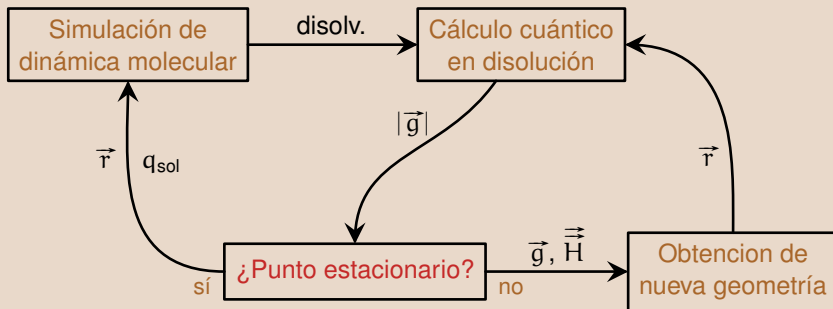 Simulación de
dinámica molecular
disolv.
Cálculo cuántico
en disolución
|g⃗|
r⃗
q_sol
r⃗
¿Punto estacionario?
sí
no
g⃗, H⃗⃗
Obtencion de
nueva geometría